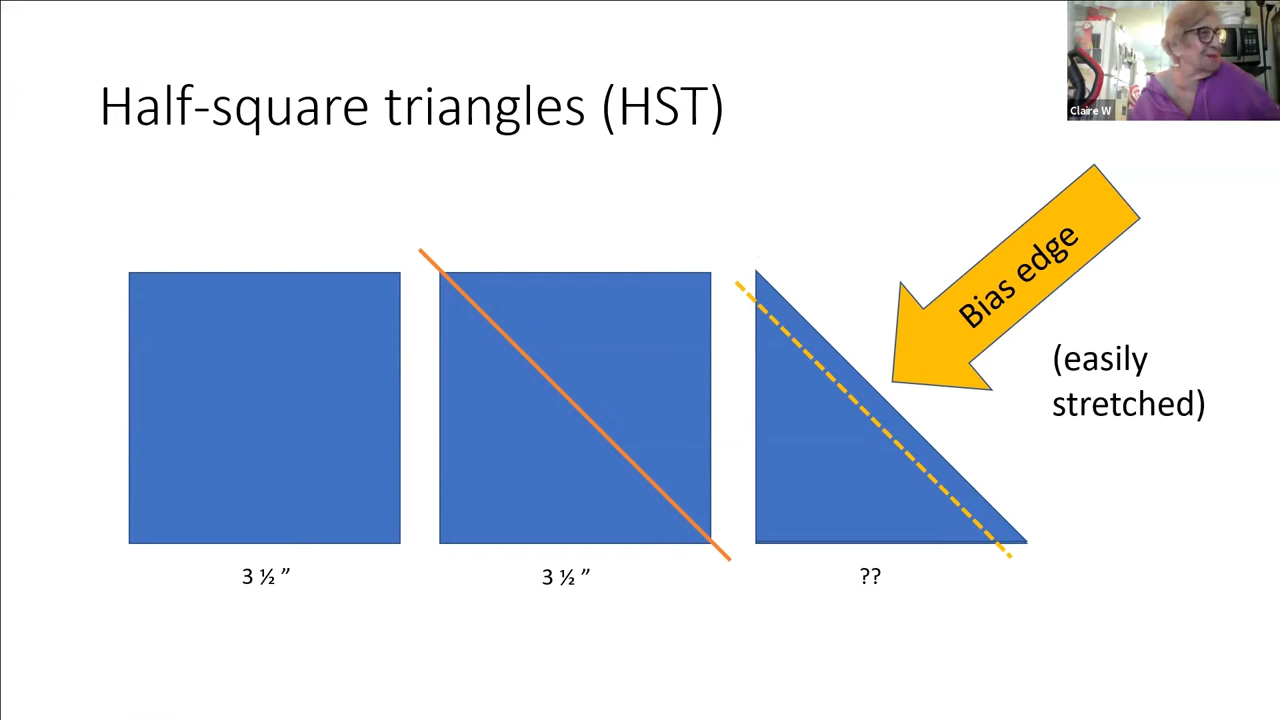 Half-square triangles (HST)
Claire W
Bias edge
(easily
stretched)
3 ½ ”
3 ½ ”
??